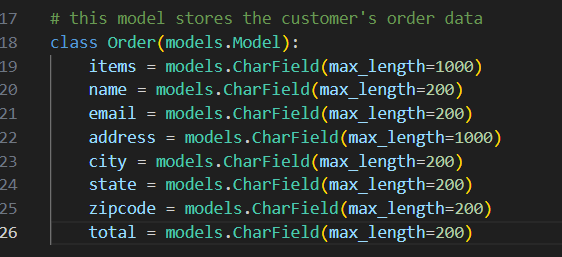 17 # this model stores the customer's order data
18 class Order(models.Model):
19 items = models.CharField(max_length=1000)
20 name = models.CharField(max_length=200)
21 email = models.CharField(max_length=200)
22 address = models.CharField(max_length=1000)
23 city = models.CharField(max_length=200)
24 state = models.CharField(max_length=200)
25 zipcode = models.CharField(max_length=200)
26 total = models.CharField(max_length=200)